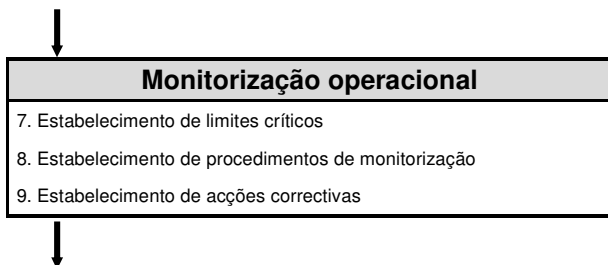 Monitorização operacional
7. Estabelecimento de limites críticos
8. Estabelecimento de procedimentos de monitorização
9. Estabelecimento de acções correctivas